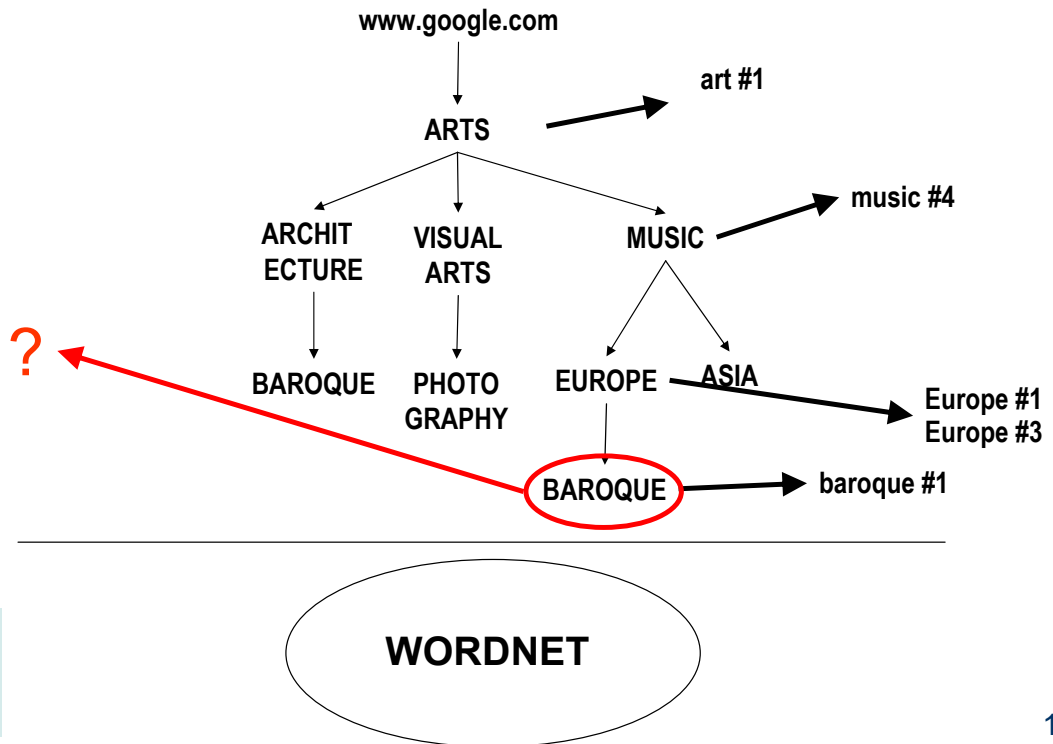 www.google.com
art #1
ARTS
music #4
ARCHIT
ECTURE
VISUAL
ARTS
MUSIC
?
BAROQUE
PHOTO
GRAPHY
EUROPE
ASIA
Europe #1
Europe #3
BAROQUE
baroque #1
WORDNET
1